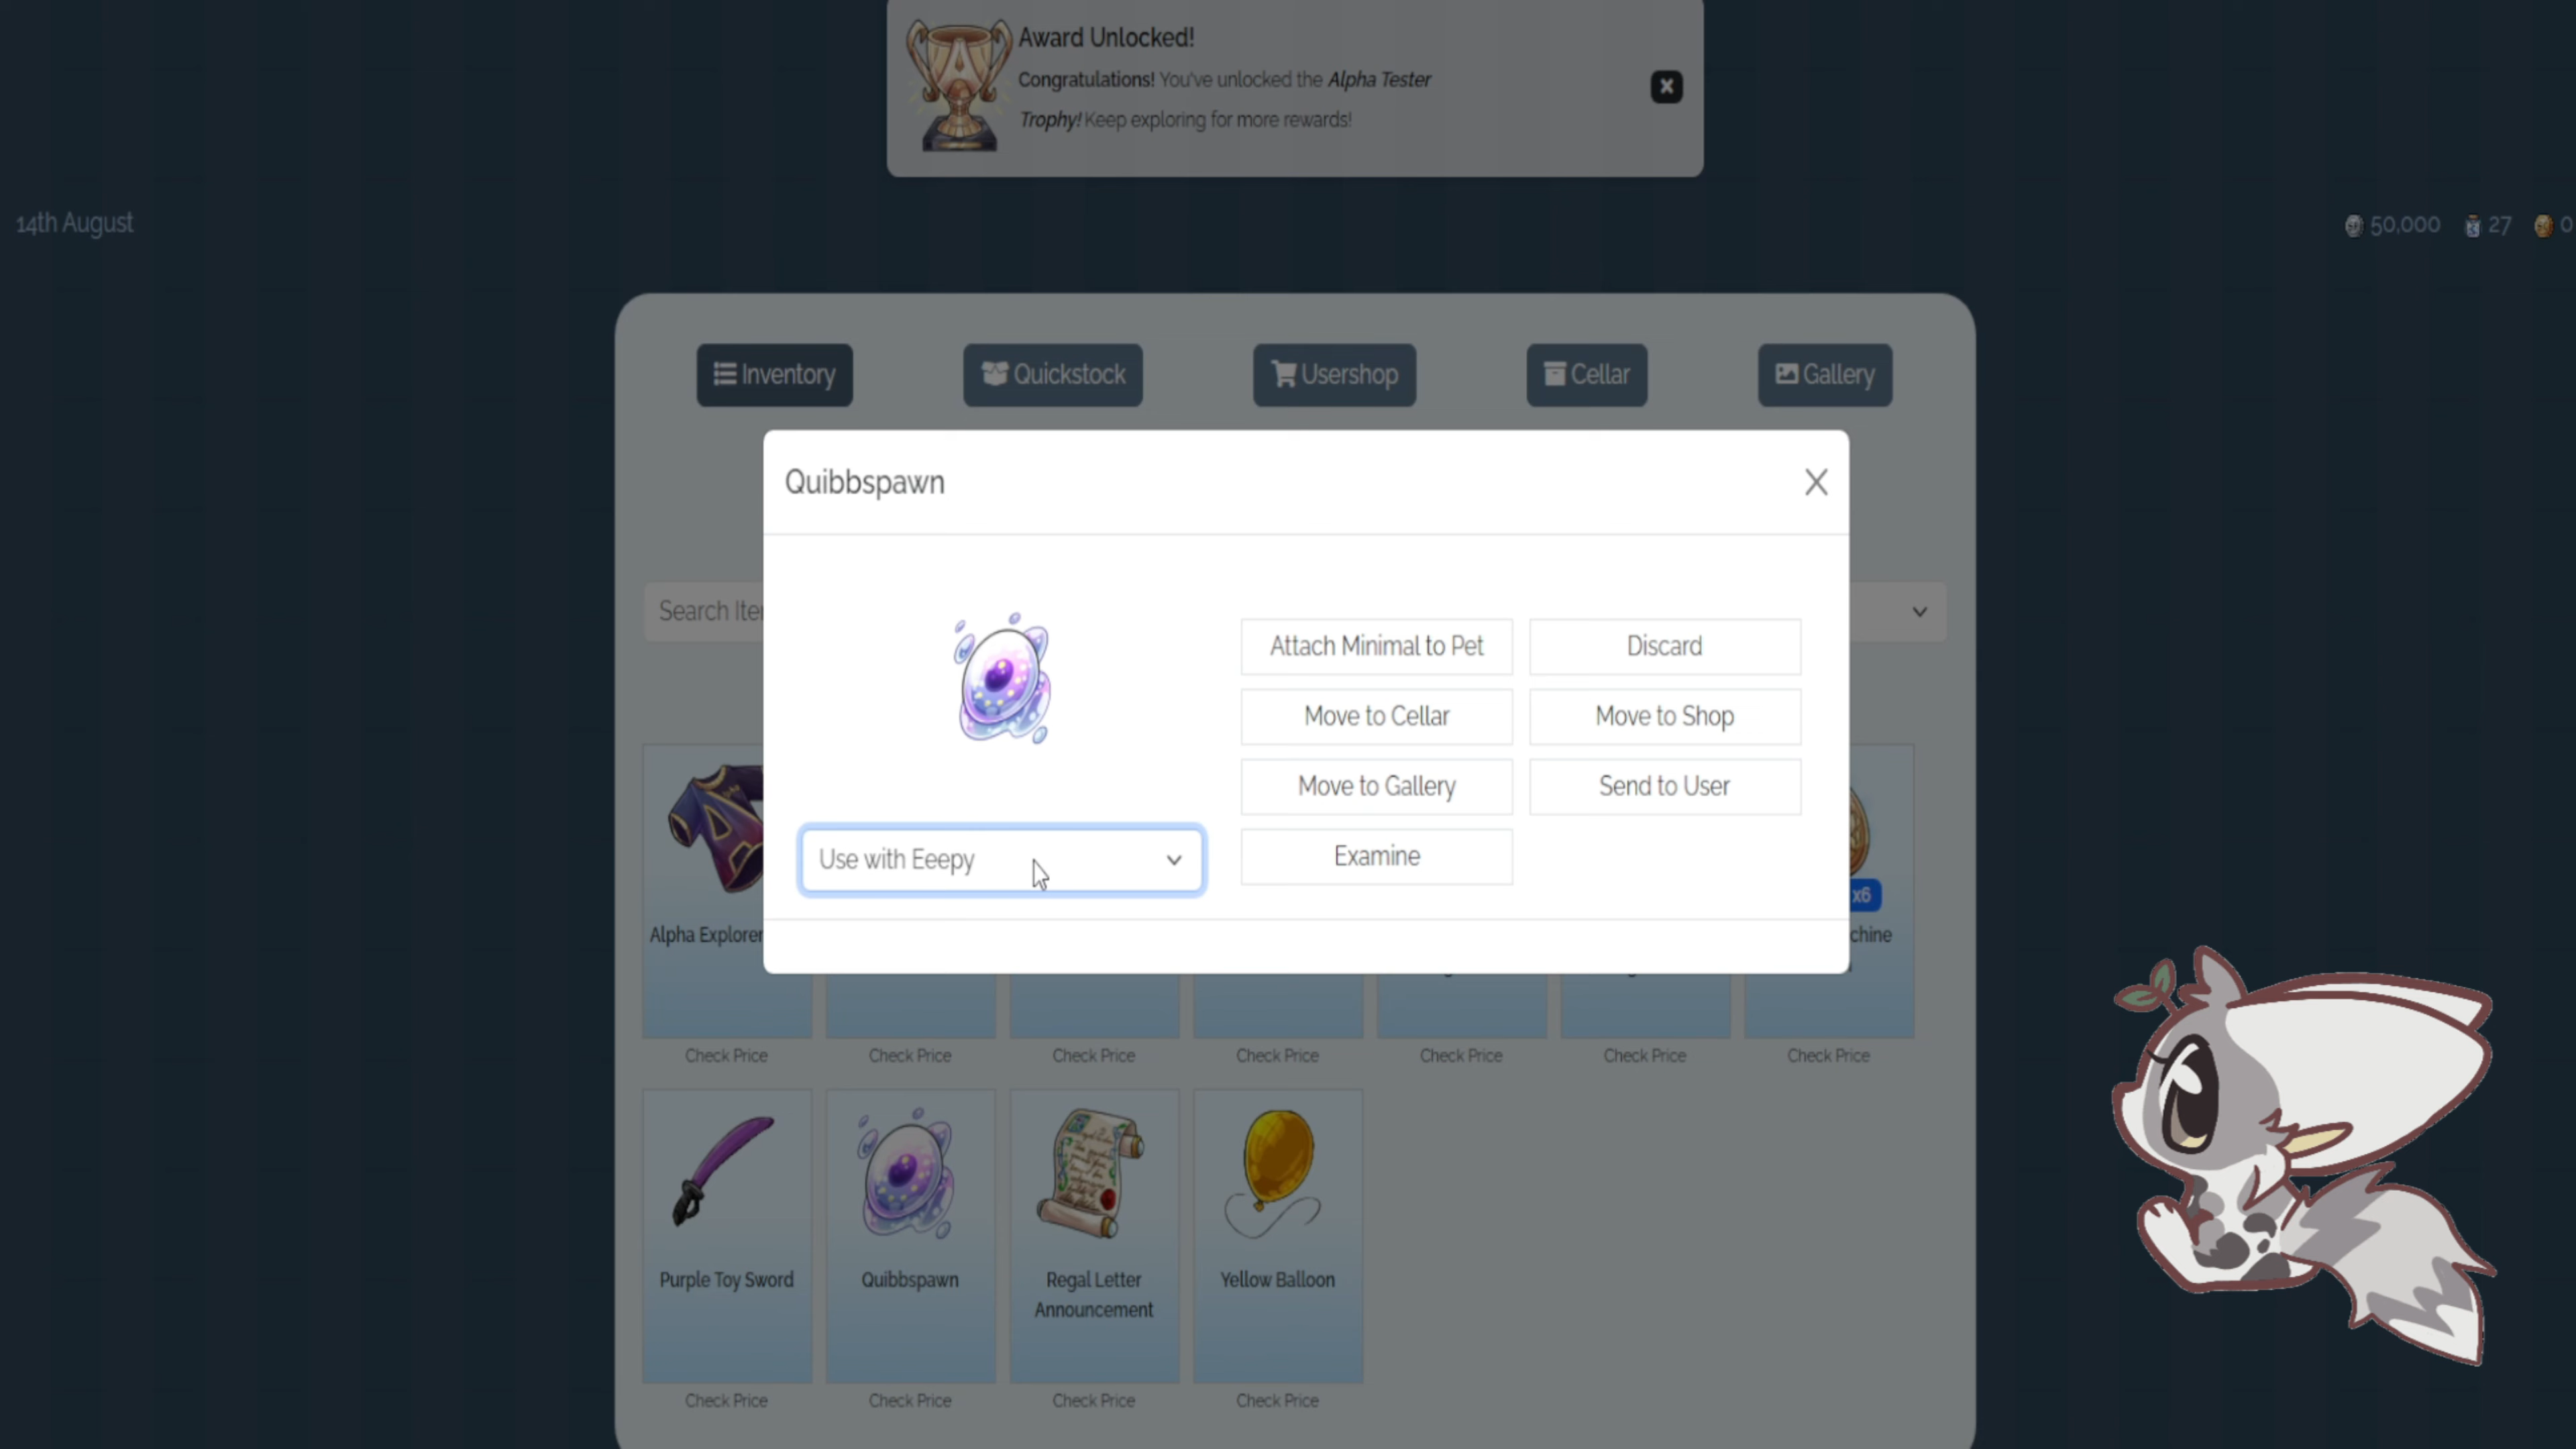 Award Unlocked!
Congratulations! You've unlocked the Alpha Tester
Trophy! Keep exploring for more rewards!
14th August
50,000 27 0
Inventory Quickstock Usershop Cellar Gallery
Quibbspawn
Search
Attach Minimal to Pet Discard
Move to Cellar Move to Shop
Move to Gallery Send to User
Use with Eeepy Examine
x6
Alpha Explorer
Check Price Check Price Check Price Check Price Check Price Check Price Check Price
Purple Toy Sword Quibbspawn Regal Letter Yellow Balloon
Announcement
Check Price Check Price Check Price Check Price